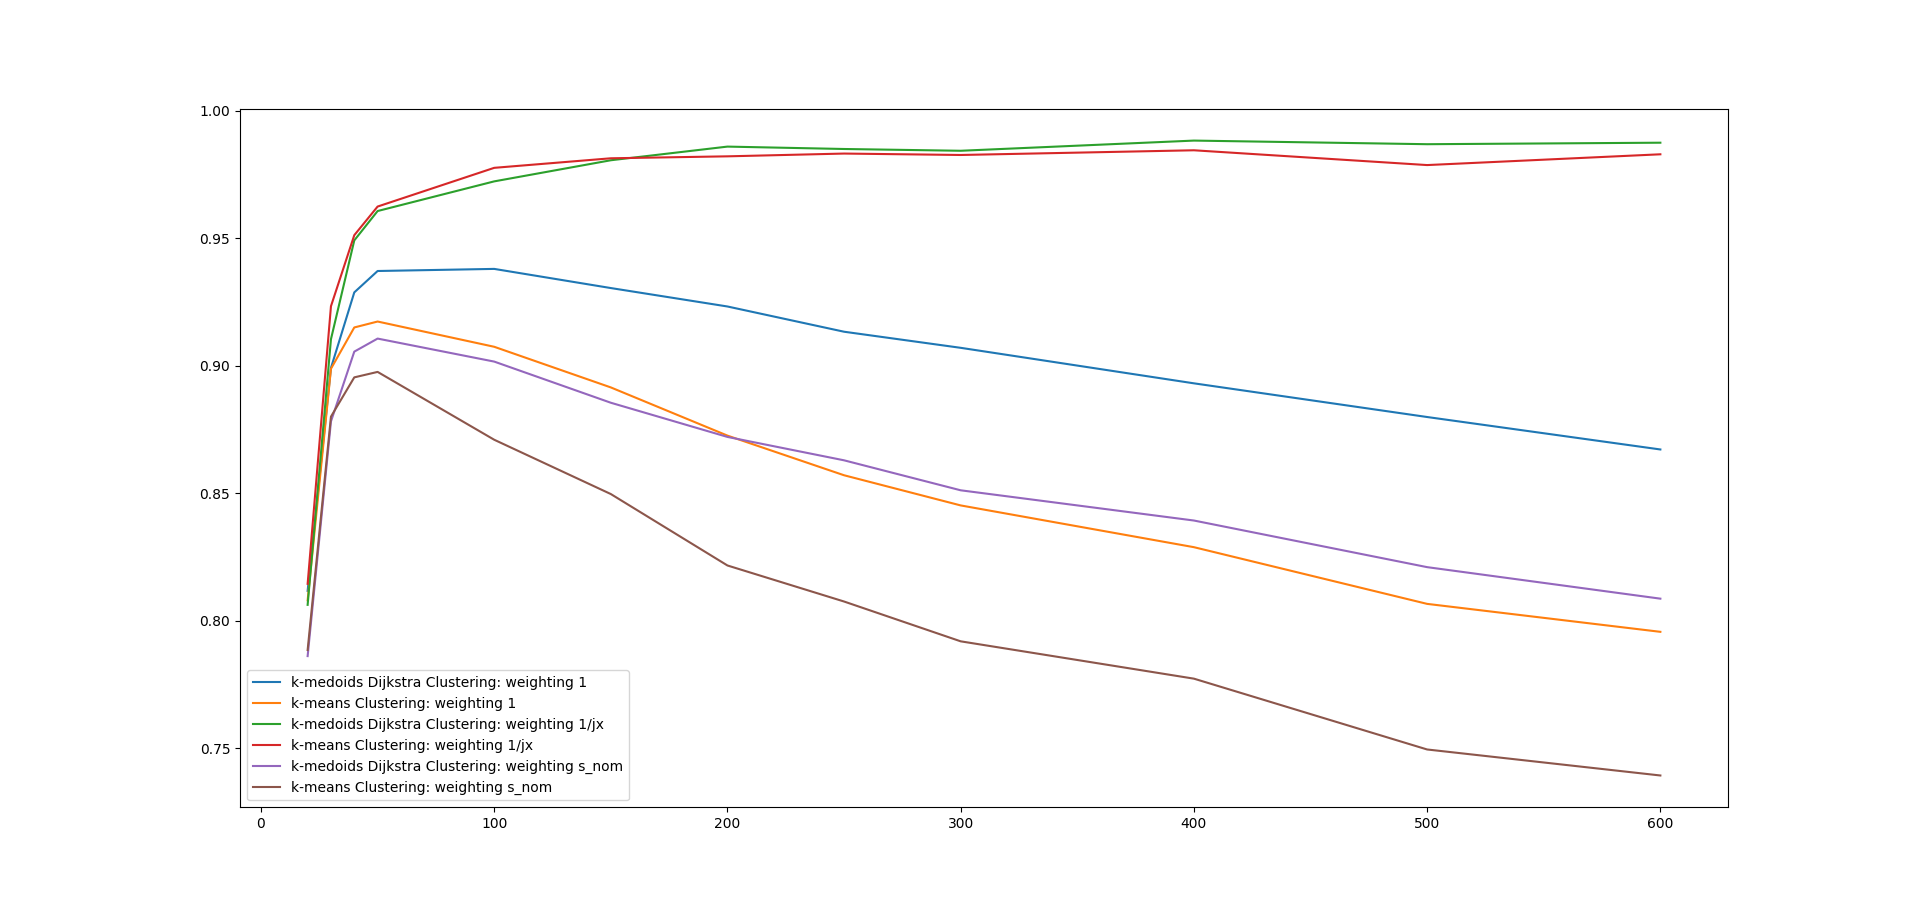 1.00
0.95
0.90
0.85
0.80
0.75
k-medoids Dijkstra Clustering: weighting 1
k-means Clustering: weighting 1
k-medoids Dijkstra Clustering: weighting 1/jx
k-means Clustering: weighting 1/jx
k-medoids Dijkstra Clustering: weighting s_nom
k-means Clustering: weighting s_nom
0 100 200 300 400 500 600